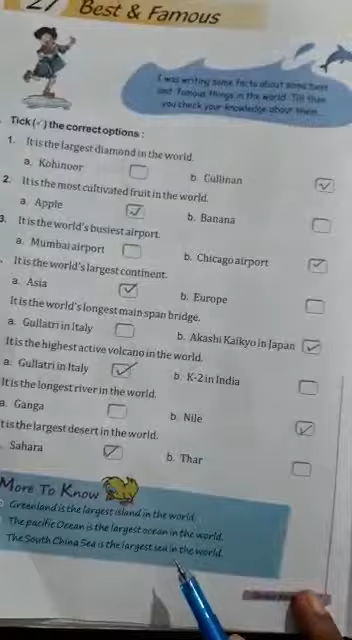 27 Best & Famous
I was writing some facts about some best
and famous things in the world. Till then
you check your knowledge about them.
Tick (✓) the correct options :
1. It is the largest diamond in the world.
a. Kohinoor b. Cullinan ✓
2. It is the most cultivated fruit in the world.
a. Apple ✓ b. Banana
3. It is the world's busiest airport.
a. Mumbai airport b. Chicago airport ✓
. It is the world's largest continent.
a. Asia ✓ b. Europe
It is the world's longest main span bridge.
a. Gullatri in Italy b. Akashi Kaikyo in Japan ✓
It is the highest active volcano in the world.
a. Gullatri in Italy ✓ b. K-2 in India
It is the longest river in the world.
a. Ganga b. Nile ✓
t is the largest desert in the world.
Sahara ✓ b. Thar
More To Know
Greenland is the largest island in the world.
The pacific Ocean is the largest ocean in the world.
The South China Sea is the largest sea in the world.